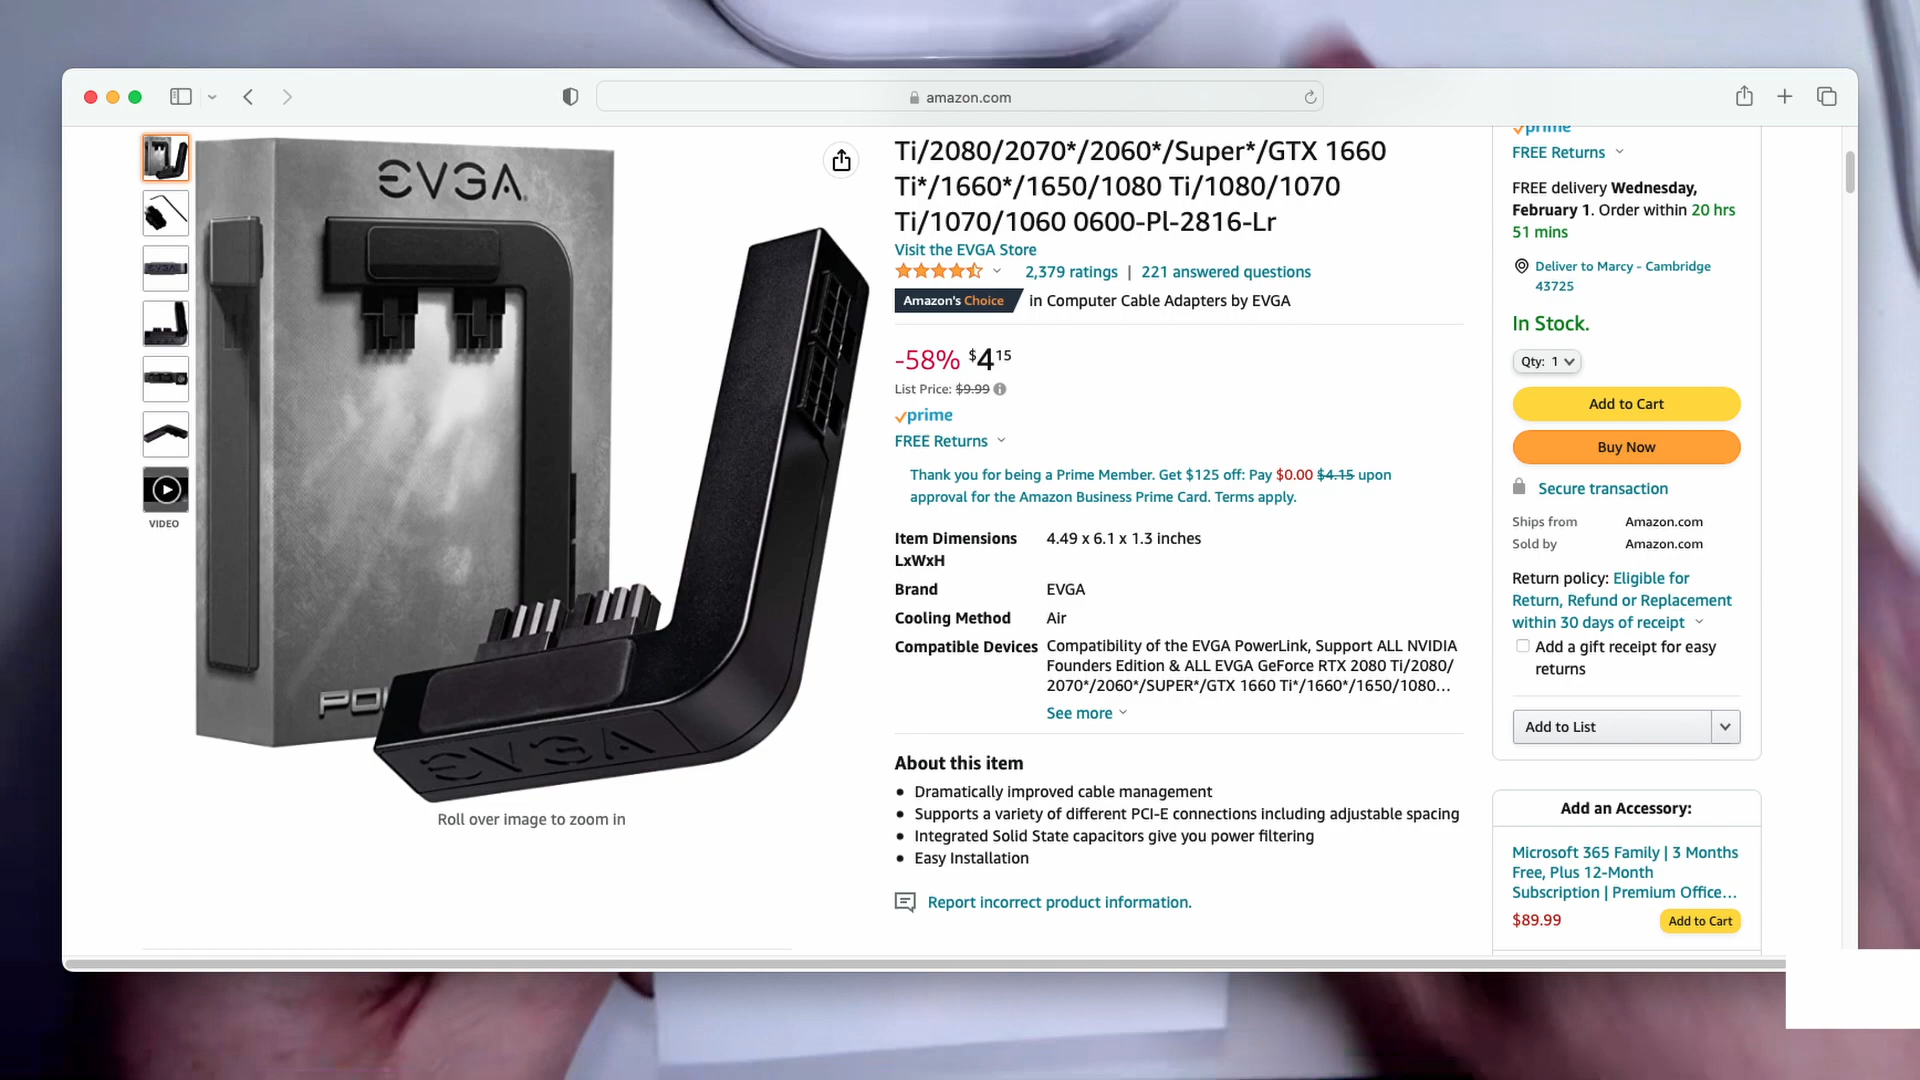 amazon.com
EVGA
PO
EVGA
VIDEO
Roll over image to zoom in
Ti/2080/2070*/2060*/Super*/GTX 1660
Ti*/1660*/1650/1080 Ti/1080/1070
Ti/1070/1060 0600-Pl-2816-Lr
Visit the EVGA Store
2,379 ratings | 221 answered questions
Amazon's Choice in Computer Cable Adapters by EVGA
-58% $4 15
List Price: $9.99
prime
FREE Returns
Thank you for being a Prime Member. Get $125 off: Pay $0.00 $4.15 upon
approval for the Amazon Business Prime Card. Terms apply.
Item Dimensions 4.49 x 6.1 x 1.3 inches
LxWxH
Brand EVGA
Cooling Method Air
Compatible Devices Compatibility of the EVGA PowerLink, Support ALL NVIDIA
Founders Edition & ALL EVGA GeForce RTX 2080 Ti/2080/
2070*/2060*/SUPER*/GTX 1660 Ti*/1660*/1650/1080...
See more
About this item
• Dramatically improved cable management
• Supports a variety of different PCI-E connections including adjustable spacing
• Integrated Solid State capacitors give you power filtering
• Easy Installation
Report incorrect product information.
prime
FREE Returns
FREE delivery Wednesday,
February 1. Order within 20 hrs
51 mins
Deliver to Marcy - Cambridge
43725
In Stock.
Qty: 1
Add to Cart
Buy Now
Secure transaction
Ships from Amazon.com
Sold by Amazon.com
Return policy: Eligible for
Return, Refund or Replacement
within 30 days of receipt
Add a gift receipt for easy
returns
Add to List
Add an Accessory:
Microsoft 365 Family | 3 Months
Free, Plus 12-Month
Subscription | Premium Office...
$89.99 Add to Cart